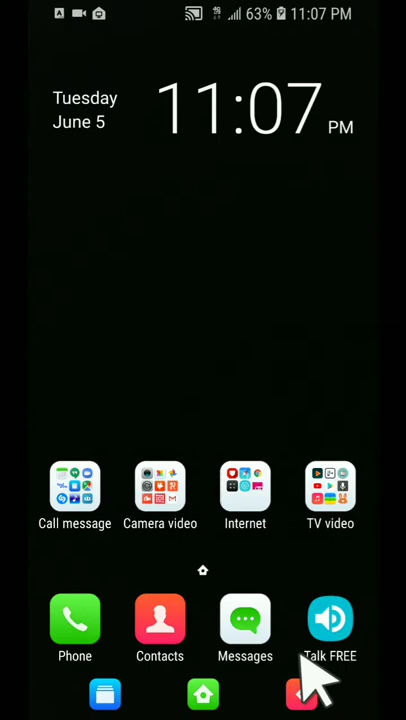 63% 11:07 PM
Tuesday
June 5
11:07 PM
Call message
Camera video
Internet
TV video
Phone
Contacts
Messages
Talk FREE